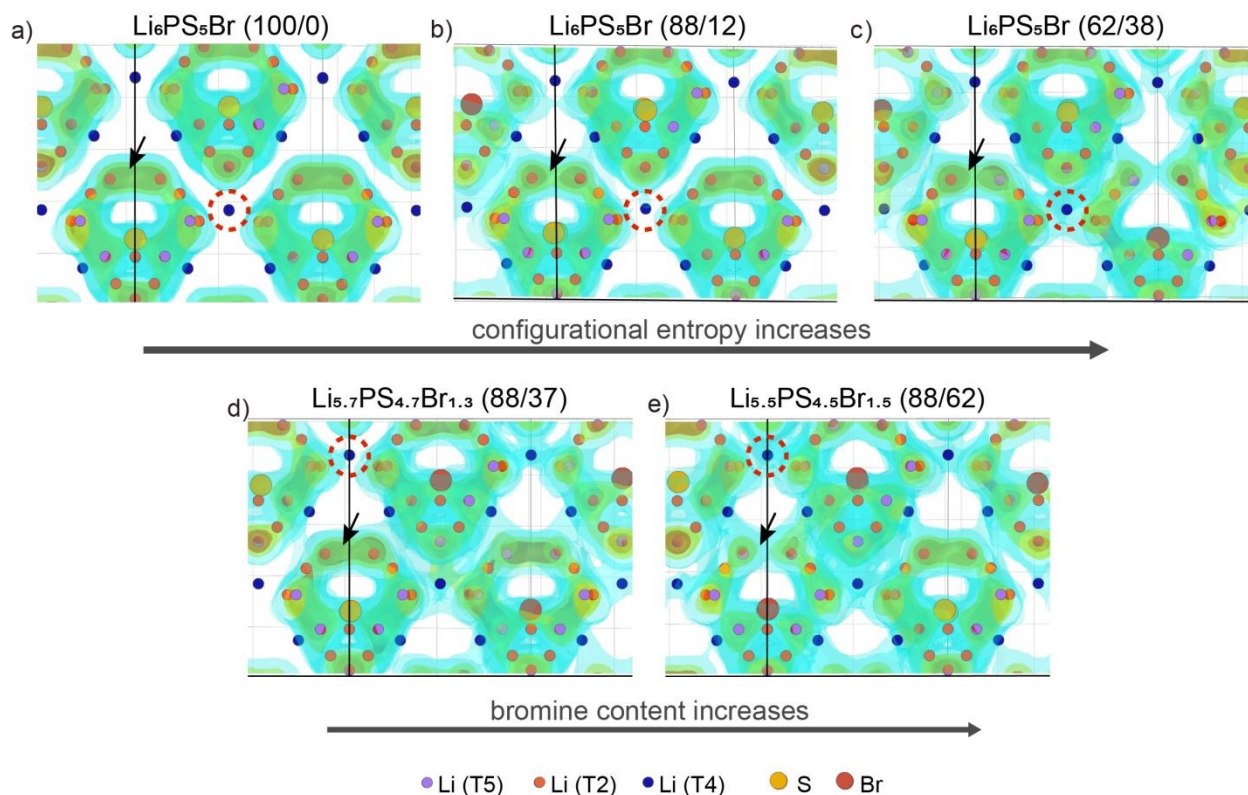 a) Li₆PS₅Br (100/0)
b) Li₆PS₅Br (88/12)
c) Li₆PS₅Br (62/38)
configurational entropy increases
d) Li₅.₇PS₄.₇Br₁.₃ (88/37)
e) Li₅.₅PS₄.₅Br₁.₅ (88/62)
bromine content increases
Li (T5) Li (T2) Li (T4) S Br